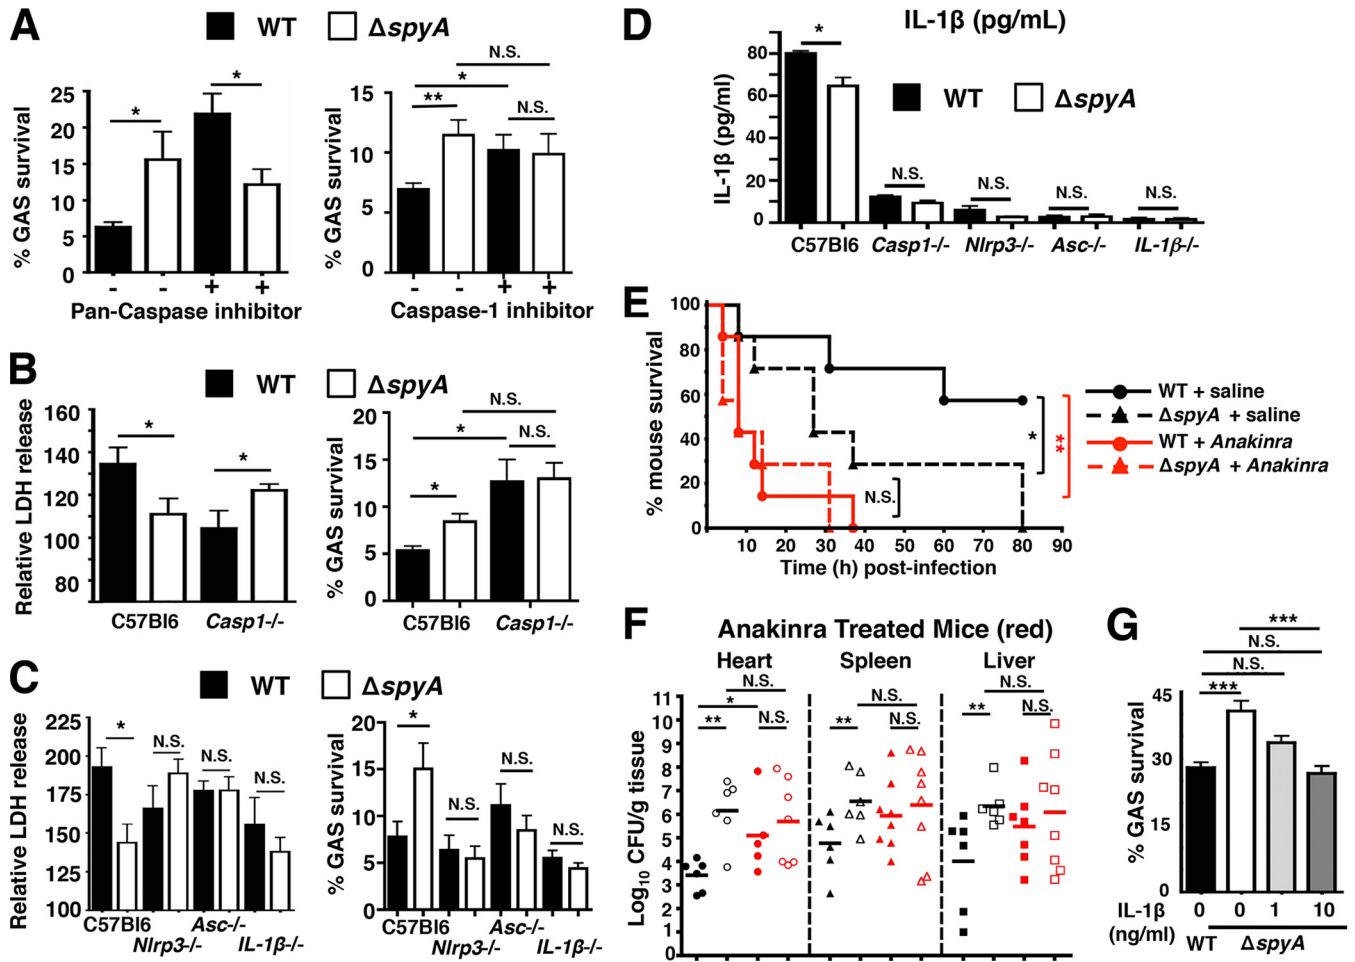 A
WT ΔspyA
% GAS survival
25
20
15
10
5
0
* *
- - + +
Pan-Caspase inhibitor
% GAS survival
15
10
5
0
N.S.
*
** N.S.
- - + +
Caspase-1 inhibitor
B
WT ΔspyA
Relative LDH release
160
140
120
100
80
* *
C57Bl6 Casp1-/-
% GAS survival
20
15
10
5
0
N.S.
* N.S.
*
C57Bl6 Casp1-/-
C
WT ΔspyA
Relative LDH release
225
200
175
150
125
100
* N.S. N.S. N.S.
C57Bl6 Asc-/-
Nlrp3-/- IL-1β-/-
% GAS survival
20
15
10
5
0
* N.S. N.S. N.S.
C57Bl6 Asc-/-
Nlrp3-/- IL-1β-/-
D
IL-1β (pg/mL)
WT ΔspyA
IL-1β (pg/ml)
80
60
40
20
0
* N.S. N.S. N.S. N.S.
C57Bl6 Casp1-/- Nlrp3-/- Asc-/- IL-1β-/-
E
% mouse survival
100
80
60
40
20
0
10 20 30 40 50 60 70 80 90
Time (h) post-infection
N.S.
* **
WT + saline
ΔspyA + saline
WT + Anakinra
ΔspyA + Anakinra
F
Anakinra Treated Mice (red)
Heart Spleen Liver
Log10 CFU/g tissue
11
10
9
8
7
6
5
4
3
2
1
0
N.S. N.S. N.S.
*
** N.S. ** N.S. ** N.S.
G
% GAS survival
45
30
15
0
***
N.S.
N.S.
***
IL-1β 0 0 1 10
(ng/ml)
WT ΔspyA